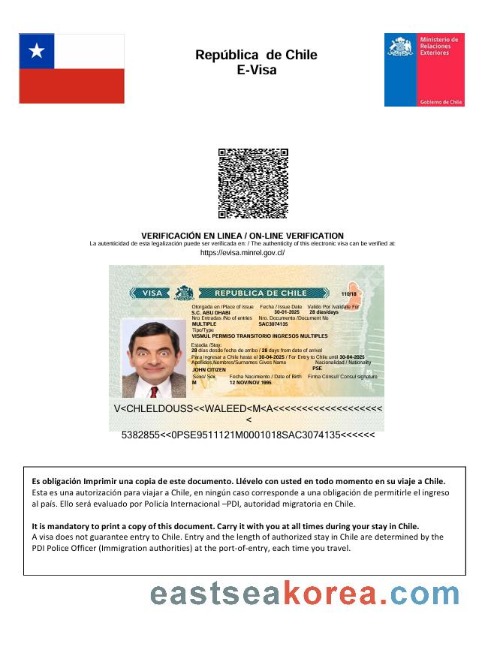 República de Chile
E-Visa
Ministerio de
Relaciones
Exteriores
Gobierno de Chile
VERIFICACIÓN EN LINEA / ON-LINE VERIFICATION
La autenticidad de esta legalización puede ser verificada en: / The authenticity of this electronic visa can be verified at:
https://evisa.minrel.gov.cl/
VISA REPUBLICA DE CHILE
Otorgada en /Place of Issue Fecha / Issue Date Valido Por /Valid
S.C. ABU DHABI 30-01-2025 28 dias/days
Nro Entradas /No of entries Nro. Documento /Document No
MULTIPLE SAC3074135
Tipo/Type
VISMUL PERMISO TRANSITORIO INGRESOS MULTIPLES
Estadia /Stay:
28 dias desde fecha de arribo / 28 days from date of arrival
Para ingresar a Chile hasta el 30-04-2025 / For Entry to Chile until 30-04-2025
Apellidos,Nombres/Surnames Given Name Nacionalidad / Nationality
JOHN CITIZEN PSE
Sexo/ Sex Fecha Nacimiento / Date of Birth Firma Consul/ Consul signature
M 12 NOV/NOV 1995
V<CHLELDOUSS<<WALEED<M<A<<<<<<<<<<<<<<<<<<<
<
5382855<<0PSE9511121M0001018SAC3074135<<<<<<
Es obligación Imprimir una copia de este documento. Llévelo con usted en todo momento en su viaje a Chile.
Esta es una autorización para viajar a Chile, en ningún caso corresponde a una obligación de permitirle el ingreso
al país. Ello será evaluado por Policía Internacional –PDI, autoridad migratoria en Chile.
It is mandatory to print a copy of this document. Carry it with you at all times during your stay in Chile.
A visa does not guarantee entry to Chile. Entry and the length of authorized stay in Chile are determined by the
PDI Police Officer (Immigration authorities) at the port-of-entry, each time you travel.
eastseakorea.com